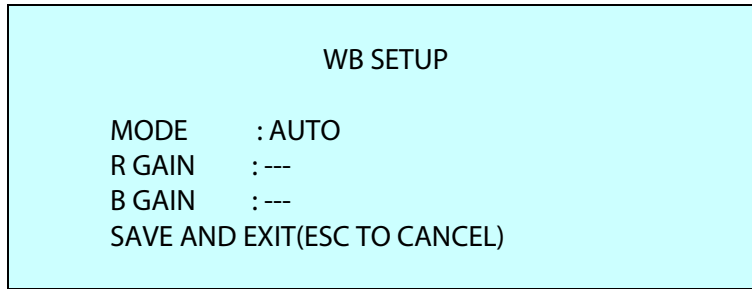 WB SETUP
MODE : AUTO
R GAIN : ---
B GAIN : ---
SAVE AND EXIT(ESC TO CANCEL)